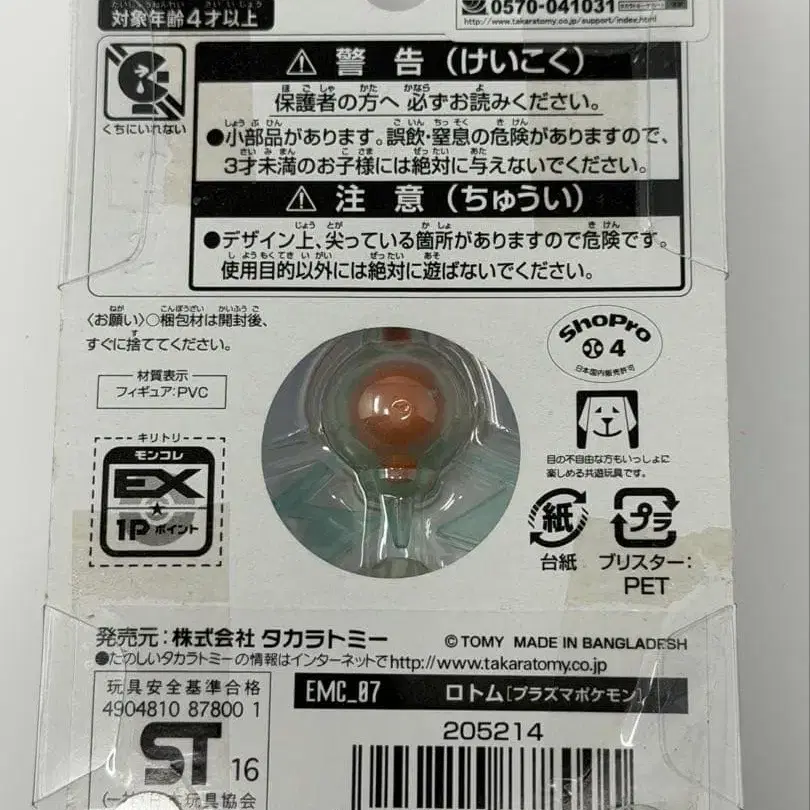 対象年齢4才以上
0570-041031
http://www.takaratomy.co.jp/support/index.html
くちにいれない
⚠ 警告(けいこく)
保護者の方へ 必ずお読みください。
●小部品があります。誤飲・窒息の危険がありますので、
3才未満のお子様には絶対に与えないでください。
⚠ 注意(ちゅうい)
●デザイン上、尖っている箇所がありますので危険です。
使用目的以外には絶対に遊ばないでください。
〈お願い〉○梱包材は開封後、
すぐに捨ててください。
材質表示
フィギュア:PVC
ShoPro
4
日本国内販売許可
目の不自由な方もいっしょに
楽しめる共遊玩具です。
キリトリ
モンコレ
EX
1P ポイント
紙
台紙
プラ
ブリスター:
PET
発売元:株式会社 タカラトミー
©TOMY MADE IN BANGLADESH
●たのしいタカラトミーの情報はインターネットで http://www.takaratomy.co.jp
玩具安全基準合格
4904810 87800 1
ST 16
(一社)日本玩具協会
EMC_07 ロトム[プラズマポケモン]
205214